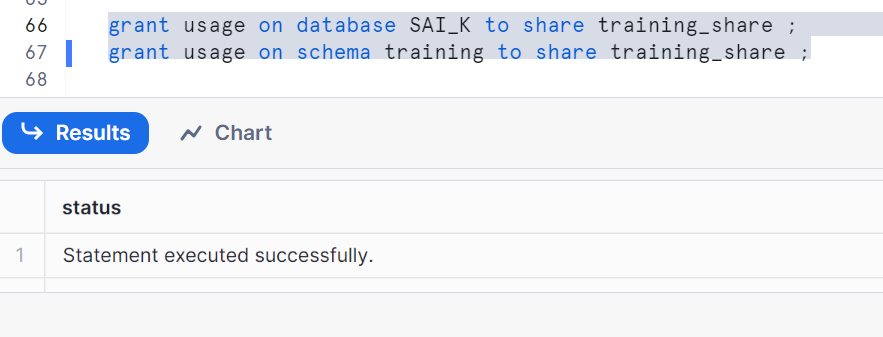 66 grant usage on database SAI_K to share training_share ;
67 grant usage on schema training to share training_share ;
68
Results Chart
status
1 Statement executed successfully.